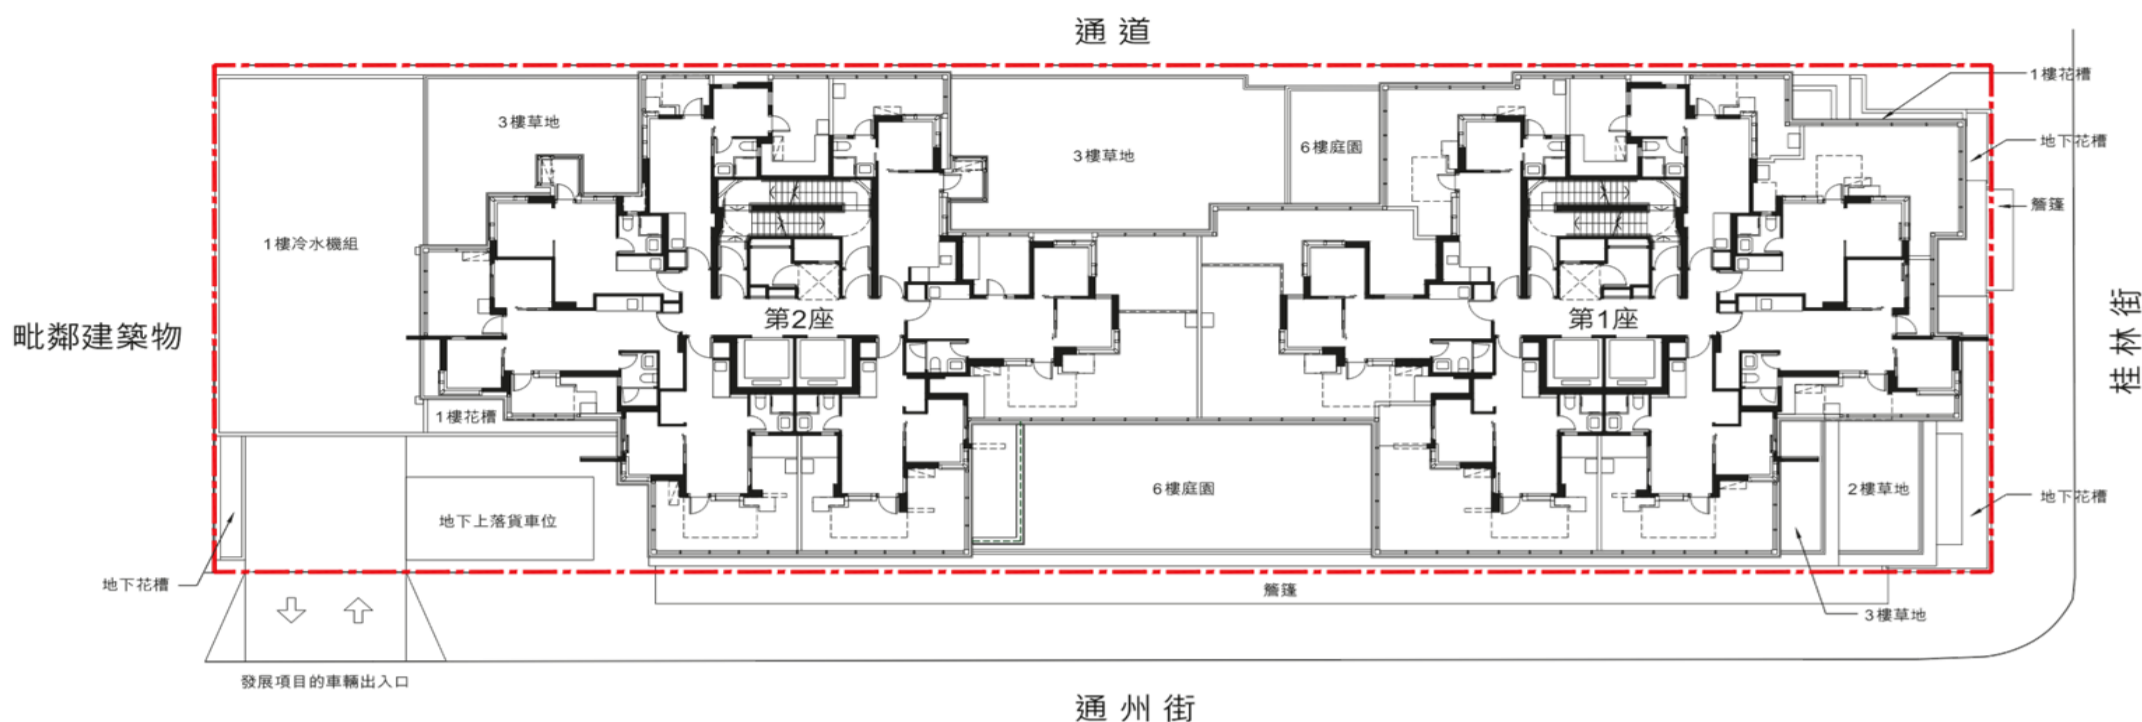 通道
1樓花槽
3樓草地
3樓草地
6樓庭園
地下花槽
簷篷
1樓冷水機組
毗鄰建築物
第2座
第1座
桂林街
1樓花槽
6樓庭園
2樓草地
地下花槽
地下上落貨車位
地下花槽
簷篷
3樓草地
發展項目的車輛出入口
通州街